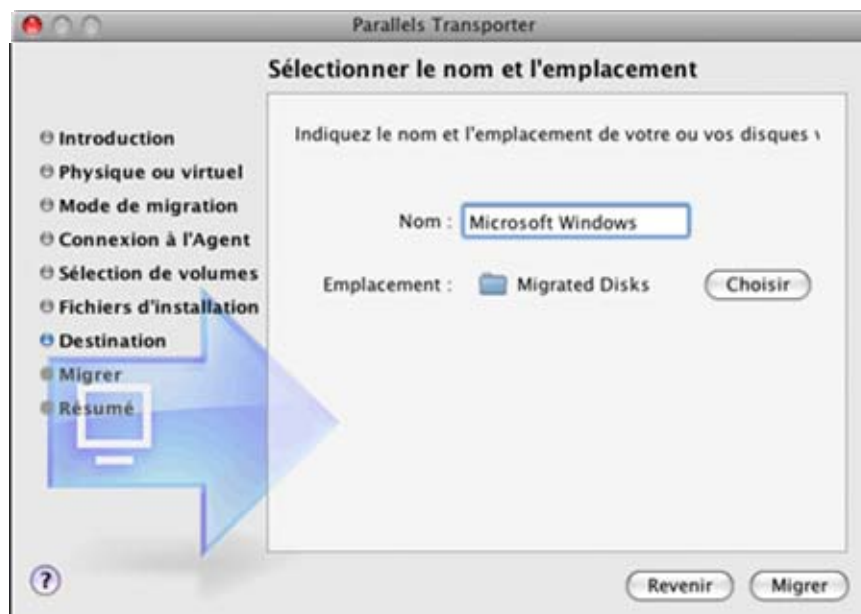 Parallels Transporter
Sélectionner le nom et l'emplacement
Introduction
Physique ou virtuel
Mode de migration
Connexion à l'Agent
Sélection de volumes
Fichiers d'installation
Destination
Migrer
Résumé
Indiquez le nom et l'emplacement de votre ou vos disques
Nom : Microsoft Windows
Emplacement : Migrated Disks Choisir
? Revenir Migrer